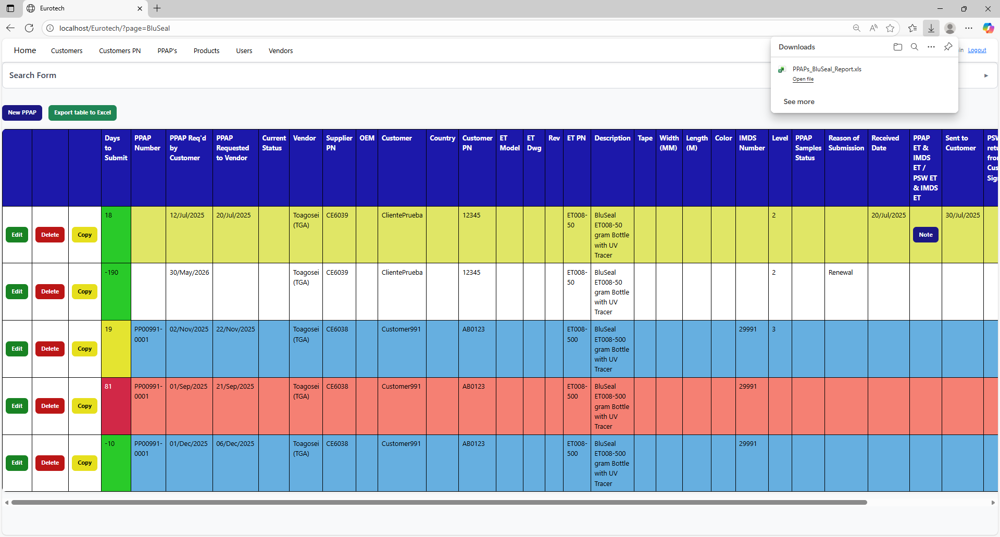 Eurotech
localhost/Eurotech/?page=BluSeal
Home Customers Customers PN PPAP's Products Users Vendors in Logout
Downloads
PPAPs_BluSeal_Report.xls
Open file
See more
Search Form
New PPAP Export table to Excel
Days to Submit
PPAP Number
PPAP Req'd by Customer
PPAP Requested to Vendor
Current Status
Vendor
Supplier PN
OEM
Customer
Country
Customer PN
ET Model
ET Dwg
Rev
ET PN
Description
Tape
Width (MM)
Length (M)
Color
IMDS Number
Level
PPAP Samples Status
Reason of Submission
Received Date
PPAP ET & IMDS ET / PSW ET & IMDS ET
Sent to Customer
Edit Delete Copy 18 12/Jul/2025 20/Jul/2025 Toagosei (TGA) CE6039 ClientePrueba 12345 ET008-50 BluSeal ET008-50 gram Bottle with UV Tracer 2 20/Jul/2025 Note 30/Jul/2025
Edit Delete Copy -190 30/May/2026 Toagosei (TGA) CE6039 ClientePrueba 12345 ET008-50 BluSeal ET008-50 gram Bottle with UV Tracer 2 Renewal
Edit Delete Copy 19 PP00991-0001 02/Nov/2025 22/Nov/2025 Toagosei (TGA) CE6038 Customer991 AB0123 ET008-500 BluSeal ET008-500 gram Bottle with UV Tracer 29991 3
Edit Delete Copy 81 PP00991-0001 01/Sep/2025 21/Sep/2025 Toagosei (TGA) CE6038 Customer991 AB0123 ET008-500 BluSeal ET008-500 gram Bottle with UV Tracer 29991
Edit Delete Copy -10 PP00991-0001 01/Dec/2025 06/Dec/2025 Toagosei (TGA) CE6038 Customer991 AB0123 ET008-500 BluSeal ET008-500 gram Bottle with UV Tracer 29991